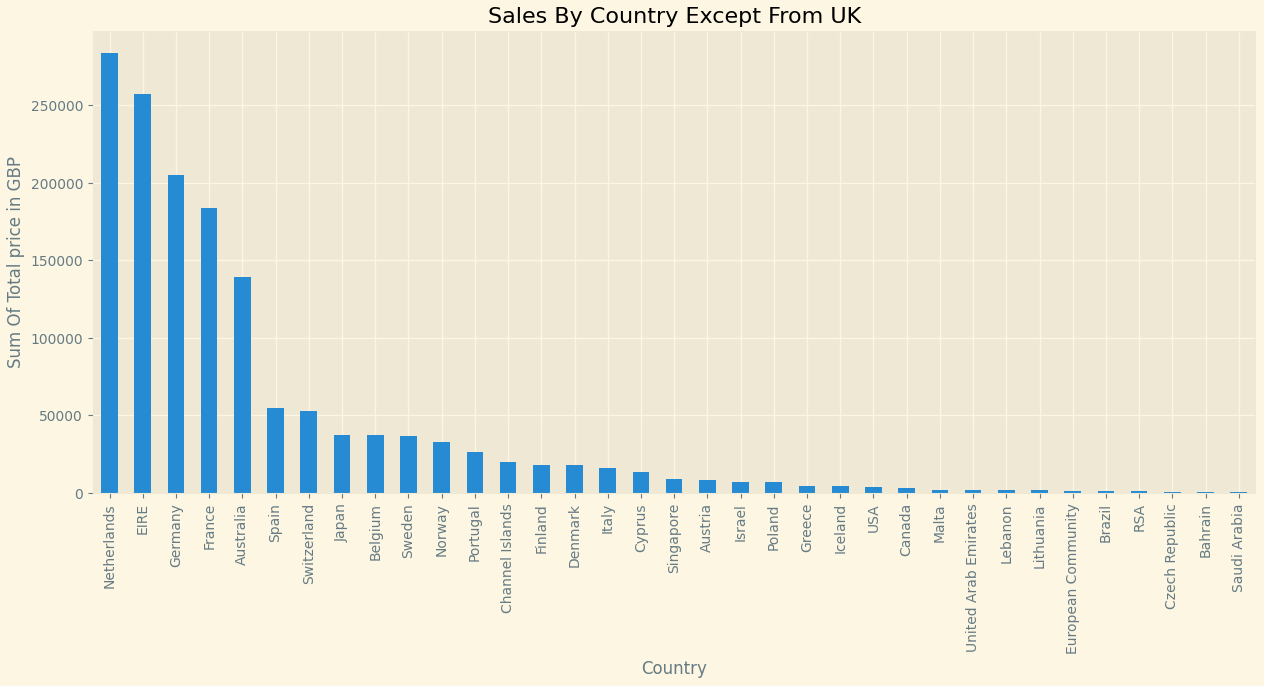 Sales By Country Except From UK
Sum Of Total price in GBP
250000
200000
150000
100000
50000
0
Netherlands
EIRE
Germany
France
Australia
Spain
Switzerland
Japan
Belgium
Sweden
Norway
Portugal
Channel Islands
Finland
Denmark
Italy
Cyprus
Singapore
Austria
Israel
Poland
Greece
Iceland
USA
Canada
Malta
United Arab Emirates
Lebanon
Lithuania
European Community
Brazil
RSA
Czech Republic
Bahrain
Saudi Arabia
Country